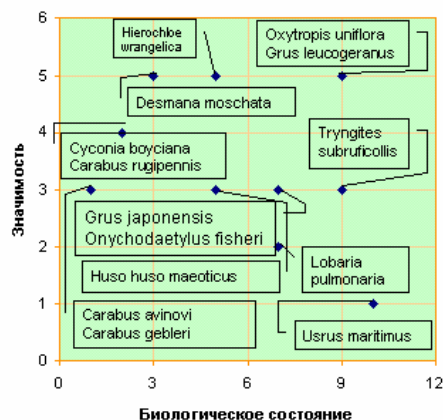 Hierochloe
wrangelica
Oxytropis uniflora
Grus leucogeranus
Desmana moschata
Cyconia boyciana
Carabus rugipennis
Tryngites
subruficollis
Grus japonensis
Onychodaetylus fisheri
Huso huso maeoticus
Lobaria
pulmonaria
Carabus avinovi
Carabus gebleri
Usrus maritimus
Значимость
6
5
4
3
2
1
0
0 3 6 9 12
Биологическое состояние